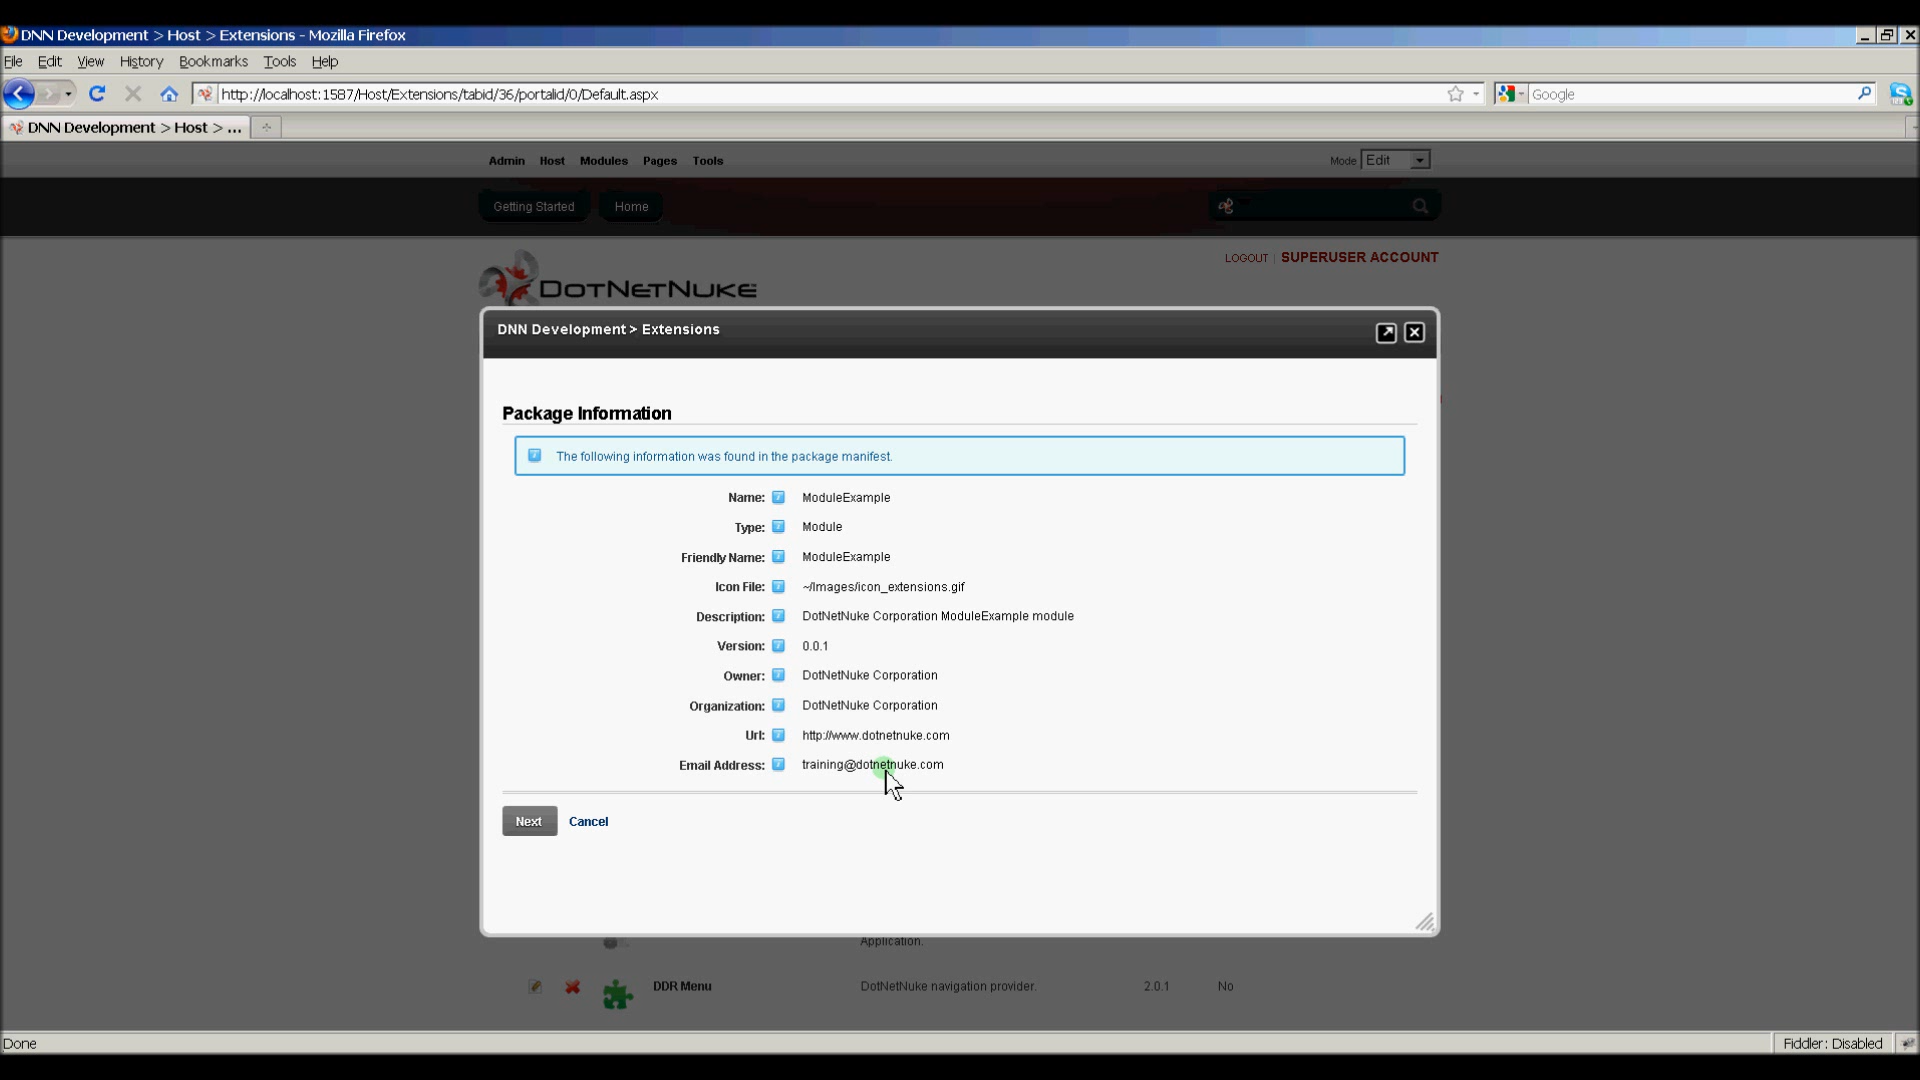 DNN Development > Host > Extensions - Mozilla Firefox
File Edit View History Bookmarks Tools Help
http://localhost:1587/Host/Extensions/tabid/36/portalid/0/Default.aspx
Google
DNN Development > Host > ...
Admin Host Modules Pages Tools
Mode Edit
Getting Started Home
LOGOUT | SUPERUSER ACCOUNT
DOTNETNUKE
DNN Development > Extensions
Package Information
The following information was found in the package manifest.
Name: ModuleExample
Type: Module
Friendly Name: ModuleExample
Icon File: ~/Images/icon_extensions.gif
Description: DotNetNuke Corporation ModuleExample module
Version: 0.0.1
Owner: DotNetNuke Corporation
Organization: DotNetNuke Corporation
Url: http://www.dotnetnuke.com
Email Address: training@dotnetnuke.com
Next Cancel
Application.
DDR Menu DotNetNuke navigation provider. 2.0.1 No
Done
Fiddler: Disabled